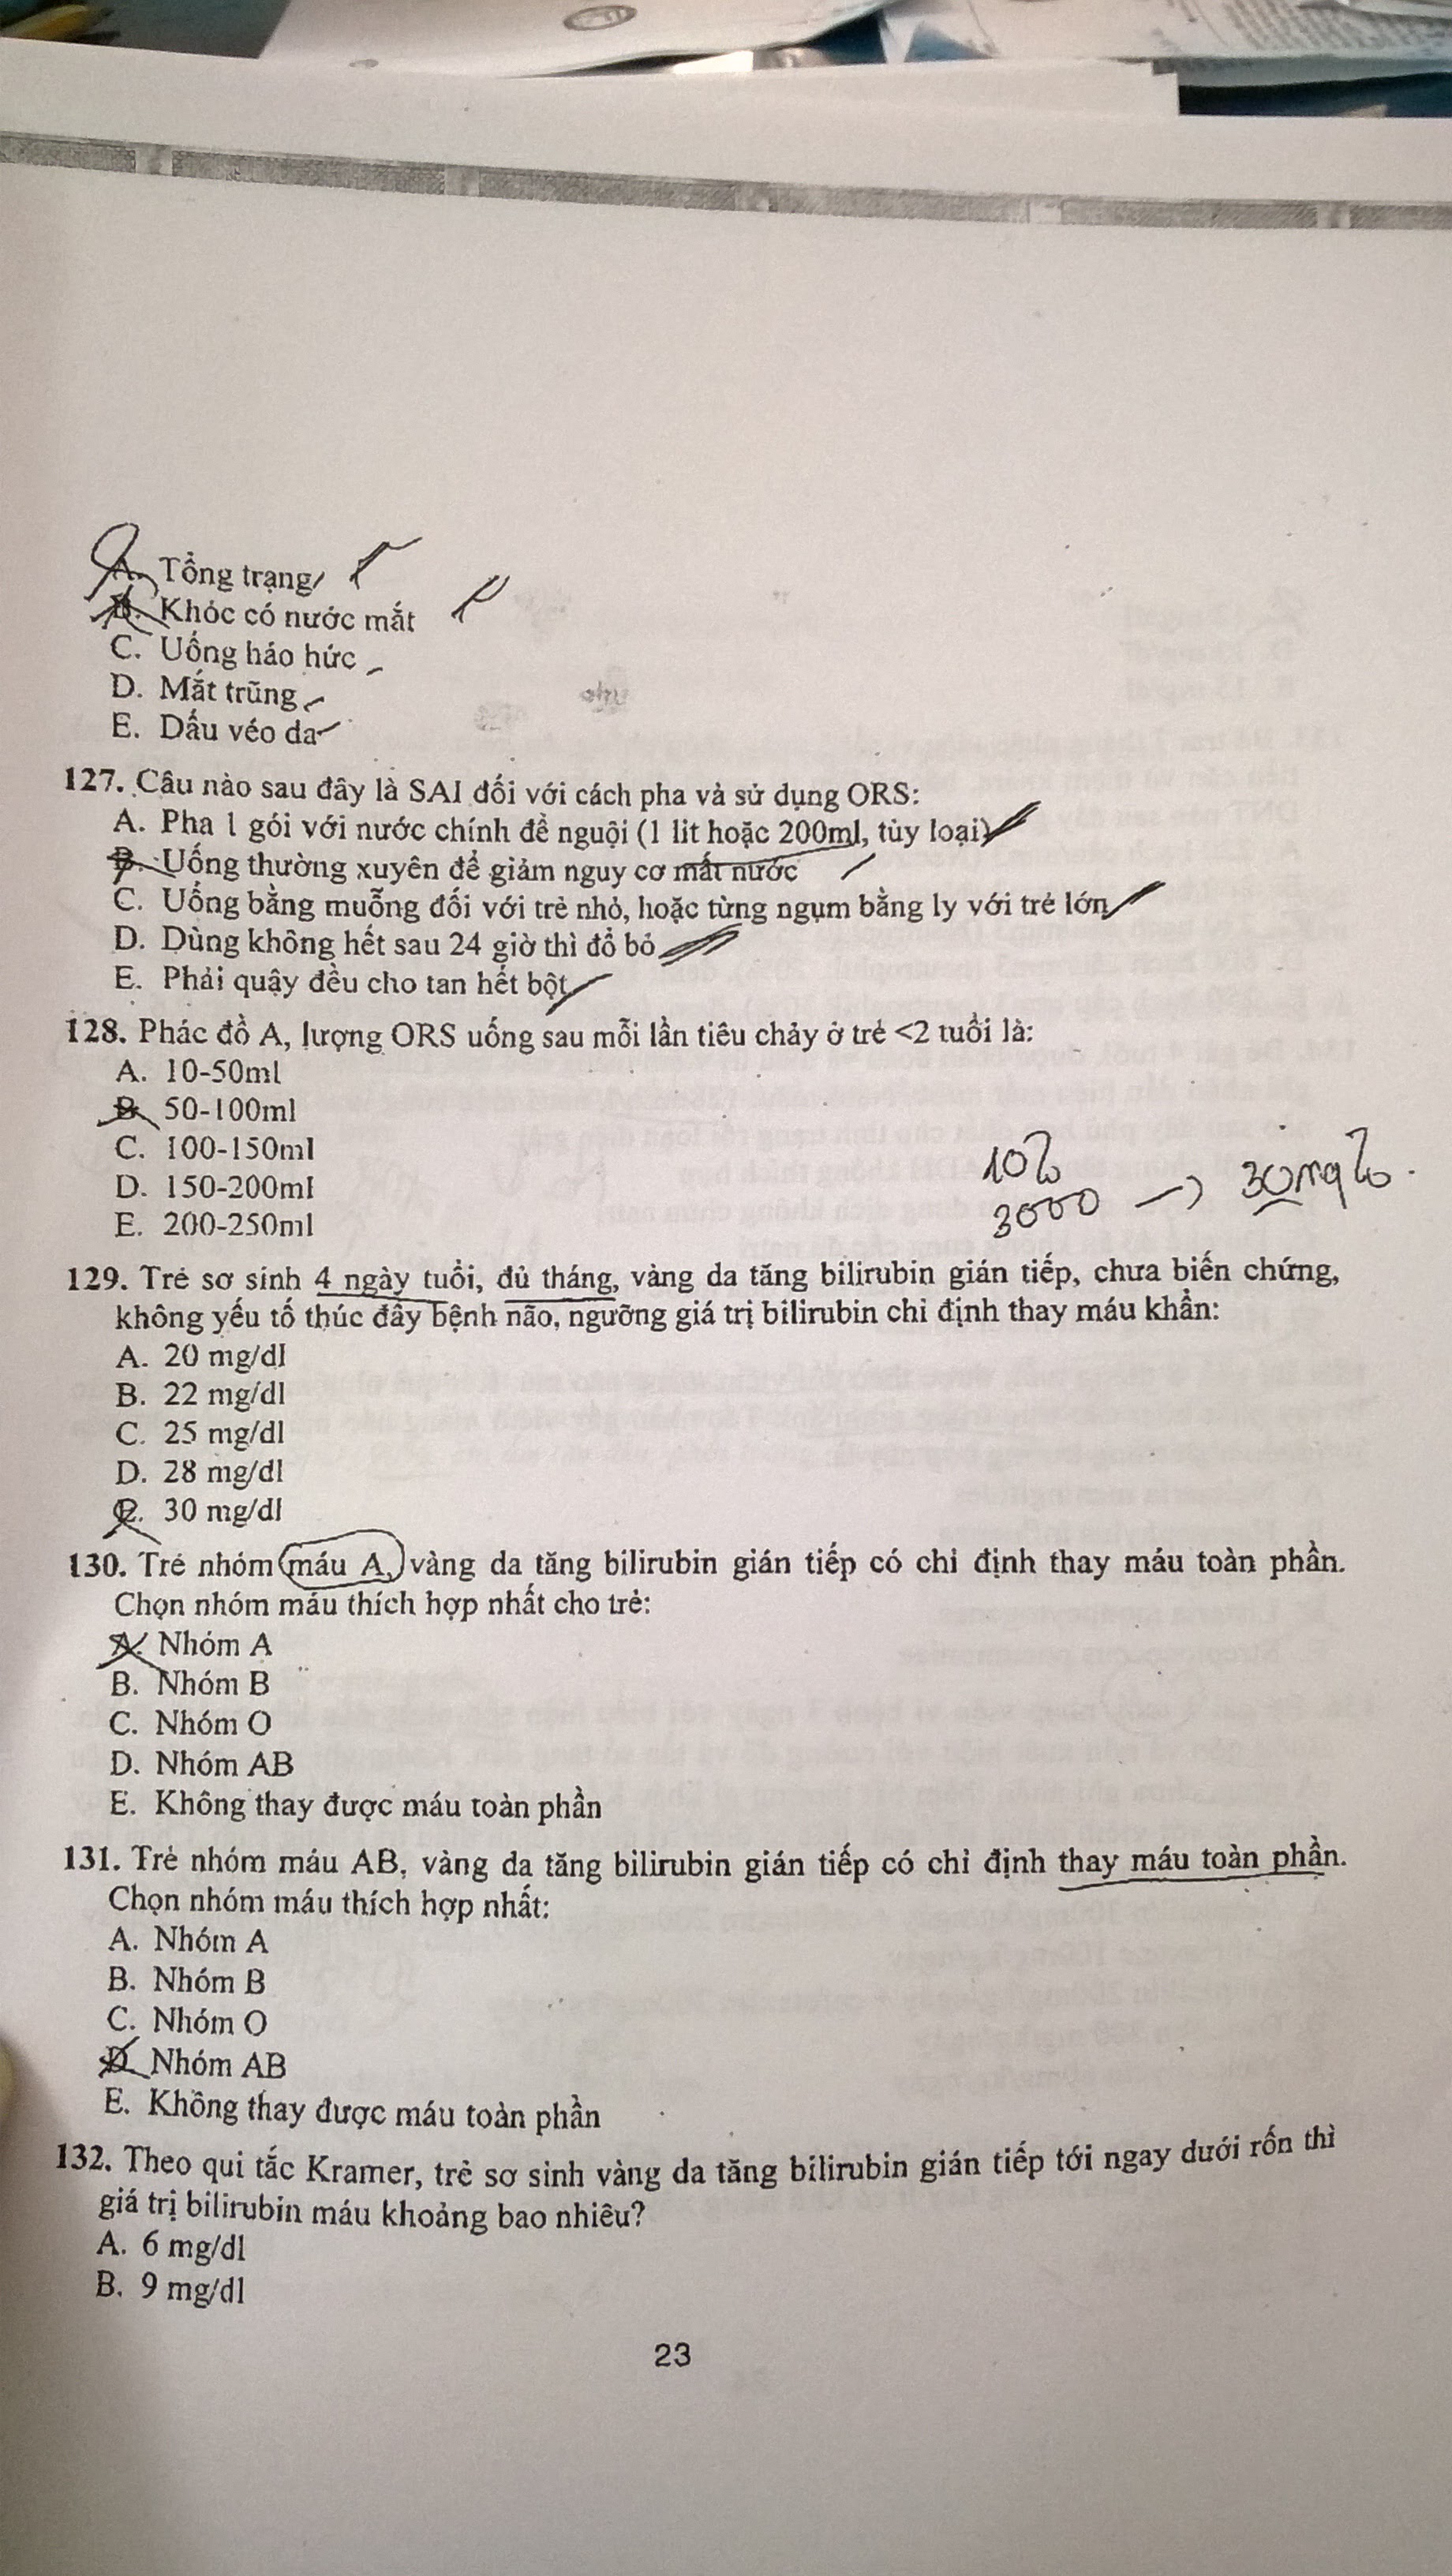 A. Tổng trạng
B. Khóc có nước mắt
C. Uống háo hức
D. Mắt trũng
E. Dấu véo da
127. Câu nào sau đây là SAI đối với cách pha và sử dụng ORS:
A. Pha 1 gói với nước chính để nguội (1 lit hoặc 200ml, tùy loại)
B. Uống thường xuyên để giảm nguy cơ mất nước
C. Uống bằng muỗng đối với trẻ nhỏ, hoặc từng ngụm bằng ly với trẻ lớn
D. Dùng không hết sau 24 giờ thì đổ bỏ
E. Phải quậy đều cho tan hết bột
128. Phác đồ A, lượng ORS uống sau mỗi lần tiêu chảy ở trẻ <2 tuổi là:
A. 10-50ml
B. 50-100ml
C. 100-150ml
D. 150-200ml
E. 200-250ml
10%
3000 → 30mg%.
129. Trẻ sơ sinh 4 ngày tuổi, đủ tháng, vàng da tăng bilirubin gián tiếp, chưa biến chứng,
không yếu tố thúc đẩy bệnh não, ngưỡng giá trị bilirubin chỉ định thay máu khẩn:
A. 20 mg/dl
B. 22 mg/dl
C. 25 mg/dl
D. 28 mg/dl
E. 30 mg/dl
130. Trẻ nhóm máu A, vàng da tăng bilirubin gián tiếp có chỉ định thay máu toàn phần.
Chọn nhóm máu thích hợp nhất cho trẻ:
A. Nhóm A
B. Nhóm B
C. Nhóm O
D. Nhóm AB
E. Không thay được máu toàn phần
131. Trẻ nhóm máu AB, vàng da tăng bilirubin gián tiếp có chỉ định thay máu toàn phần.
Chọn nhóm máu thích hợp nhất:
A. Nhóm A
B. Nhóm B
C. Nhóm O
D. Nhóm AB
E. Không thay được máu toàn phần
132. Theo qui tắc Kramer, trẻ sơ sinh vàng da tăng bilirubin gián tiếp tới ngay dưới rốn thì
giá trị bilirubin máu khoảng bao nhiêu?
A. 6 mg/dl
B. 9 mg/dl
23